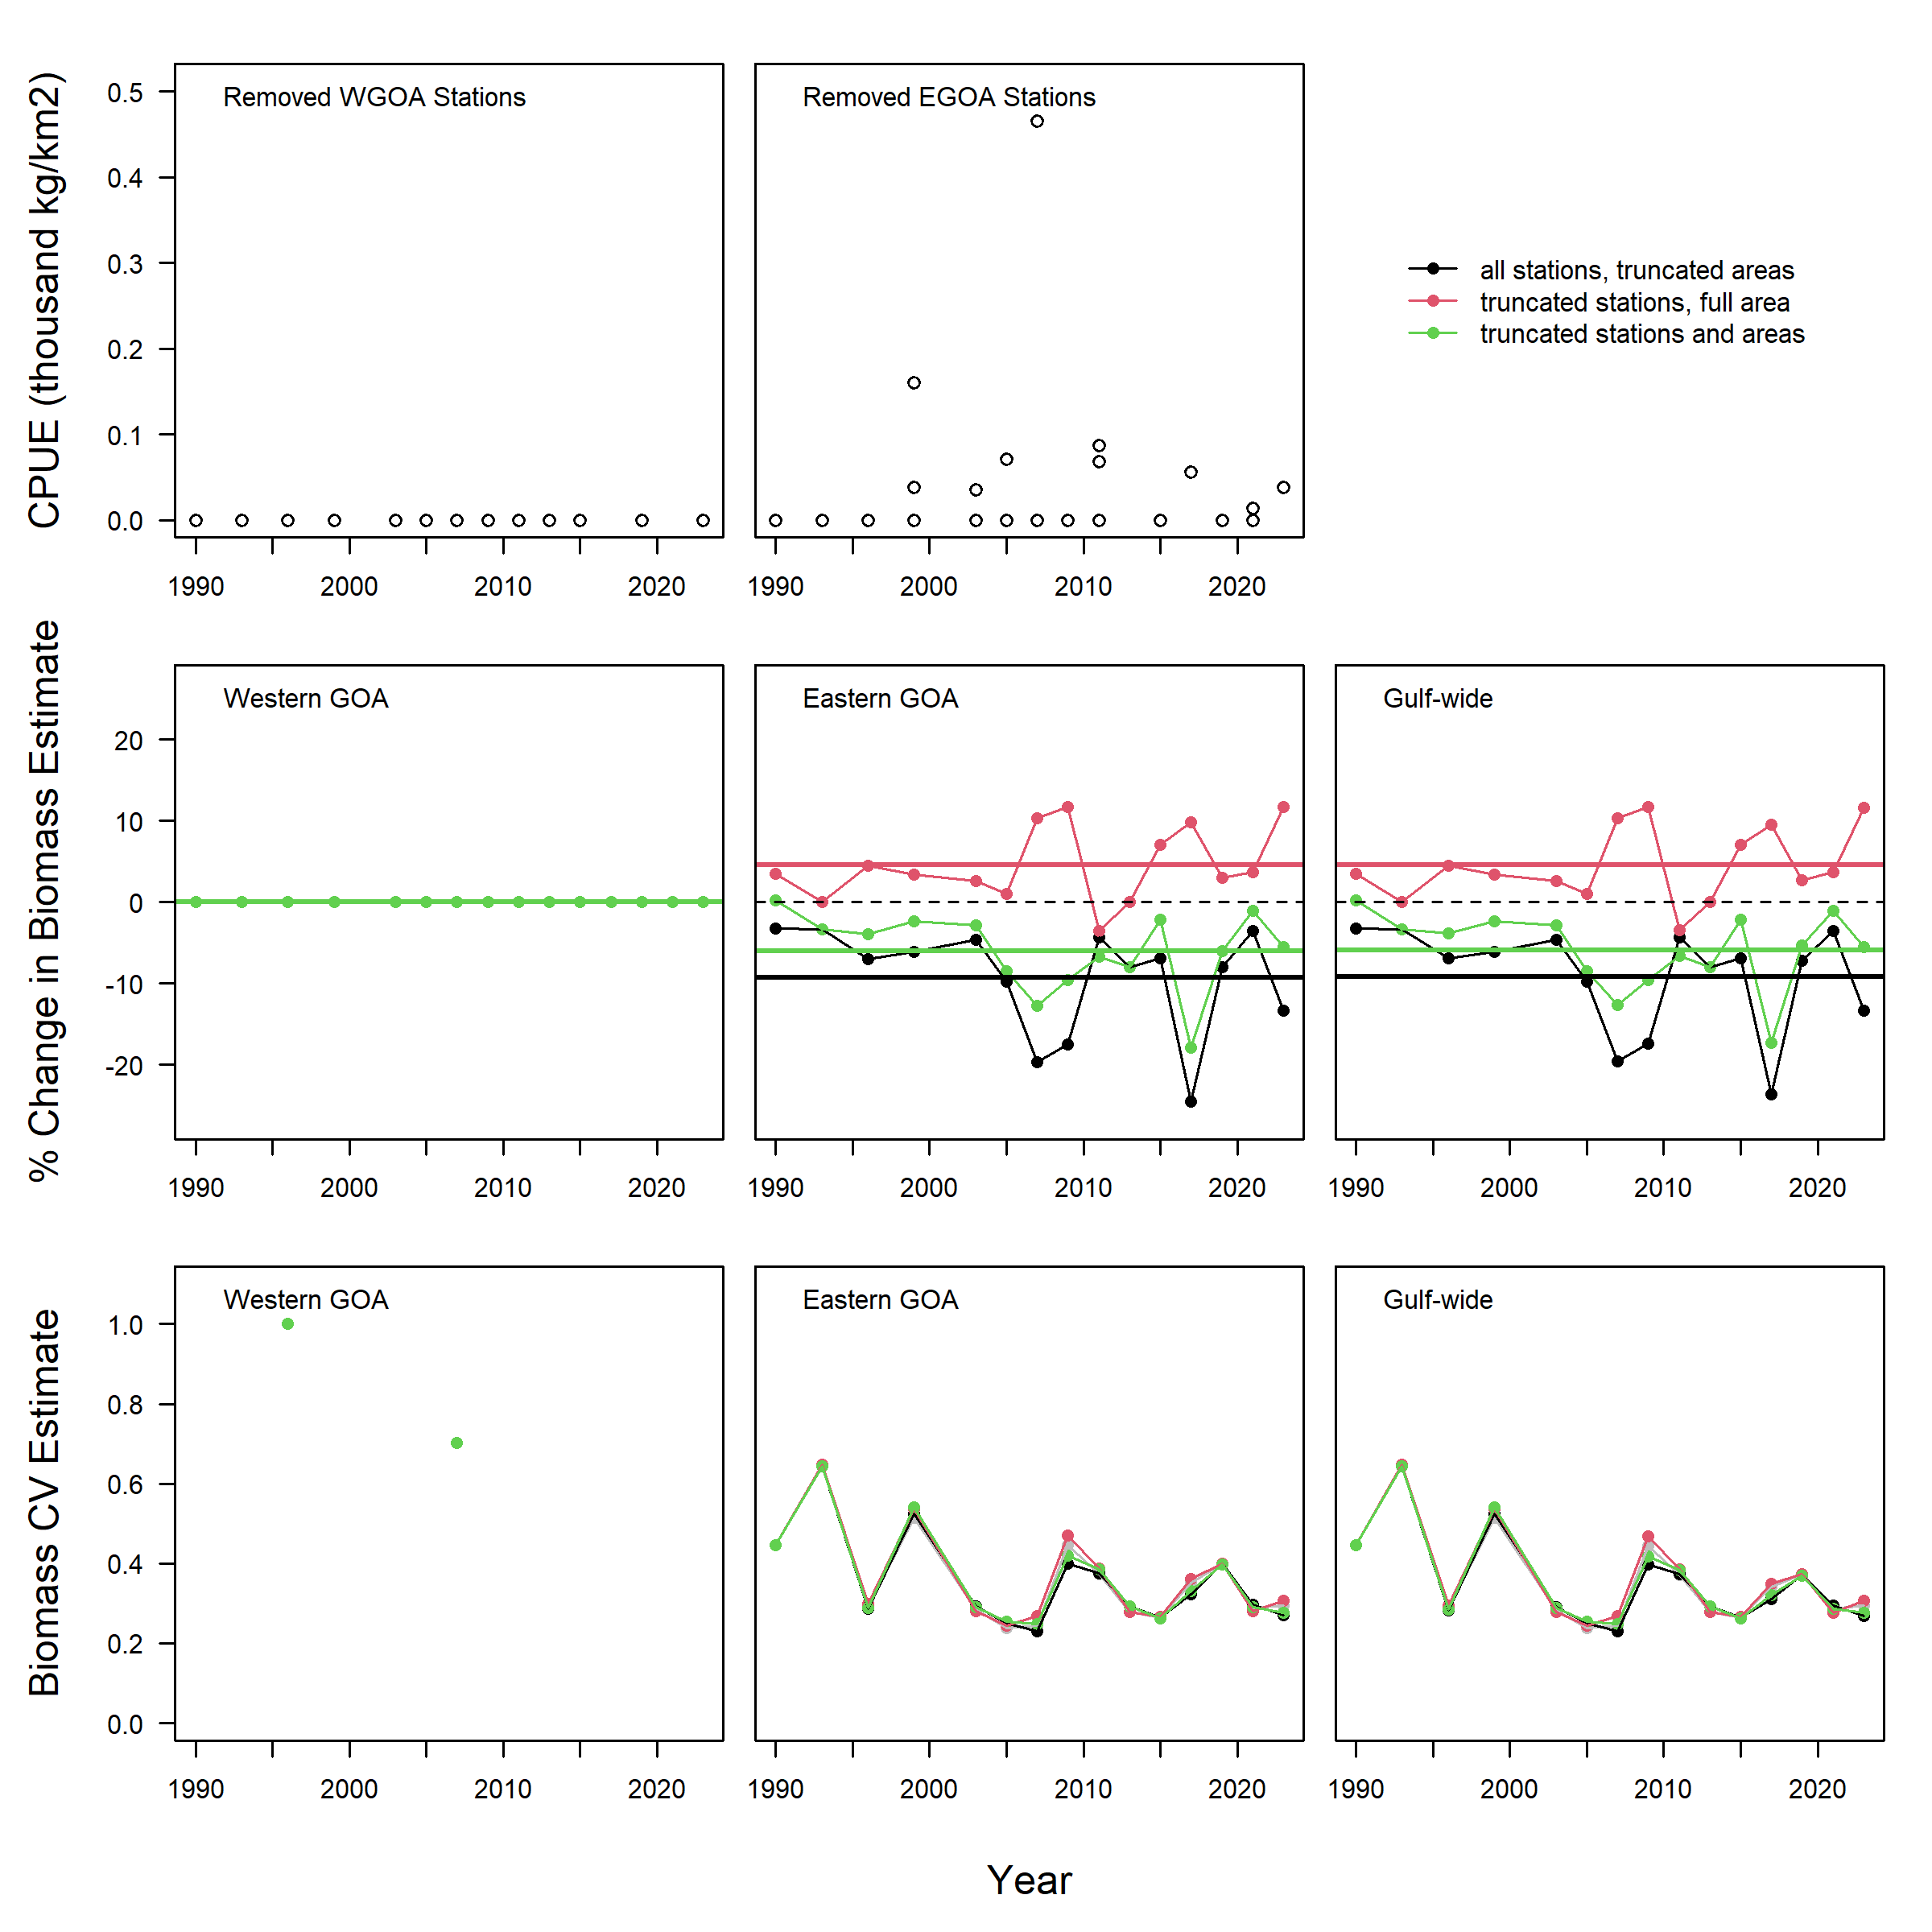 CPUE (thousand kg/km2)
0.5
0.4
0.3
0.2
0.1
0.0
Removed WGOA Stations
1990 2000 2010 2020
Removed EGOA Stations
1990 2000 2010 2020
all stations, truncated areas
truncated stations, full area
truncated stations and areas
% Change in Biomass Estimate
20
10
0
-10
-20
Western GOA
1990 2000 2010 2020
Eastern GOA
1990 2000 2010 2020
Gulf-wide
1990 2000 2010 2020
Biomass CV Estimate
1.0
0.8
0.6
0.4
0.2
0.0
Western GOA
1990 2000 2010 2020
Eastern GOA
1990 2000 2010 2020
Gulf-wide
1990 2000 2010 2020
Year